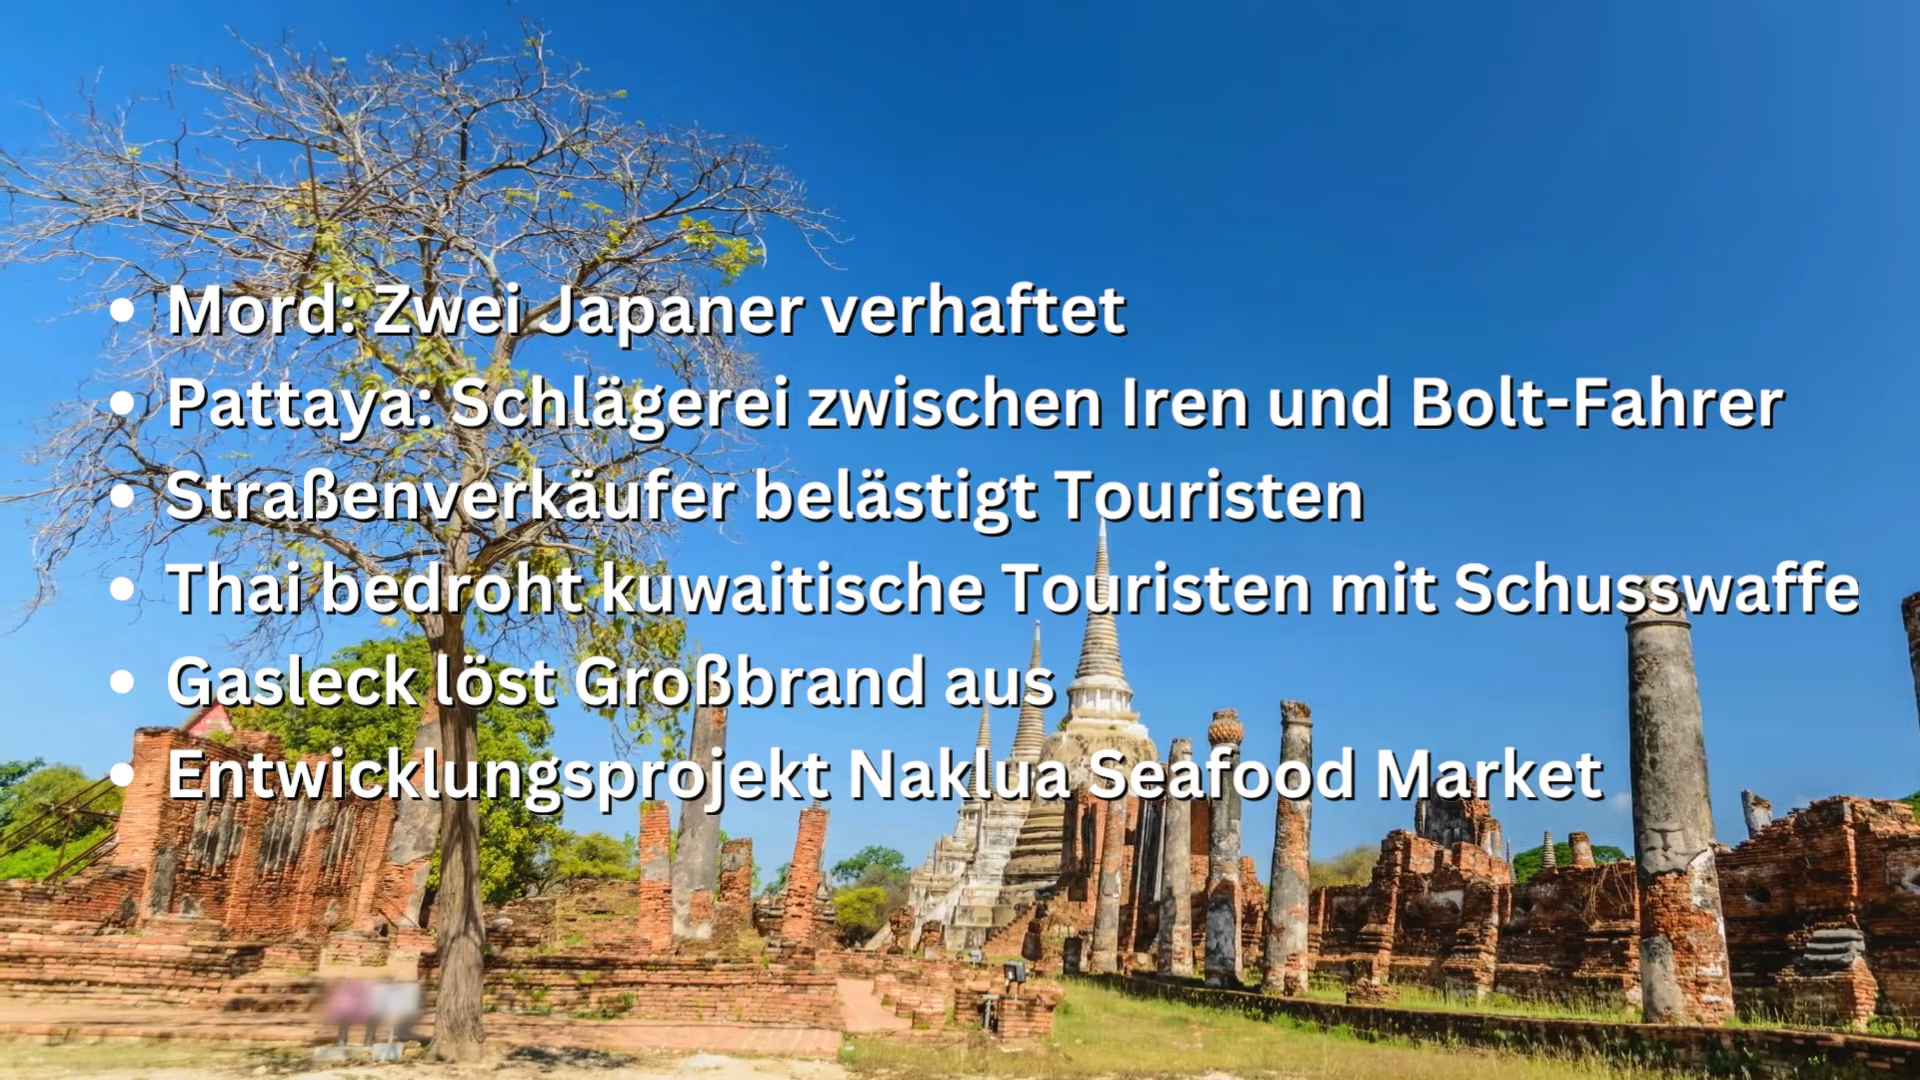 • Mord: Zwei Japaner verhaftet
• Pattaya: Schlägerei zwischen Iren und Bolt-Fahrer
• Straßenverkäufer belästigt Touristen
• Thai bedroht kuwaitische Touristen mit Schusswaffe
• Gasleck löst Großbrand aus
• Entwicklungsprojekt Naklua Seafood Market